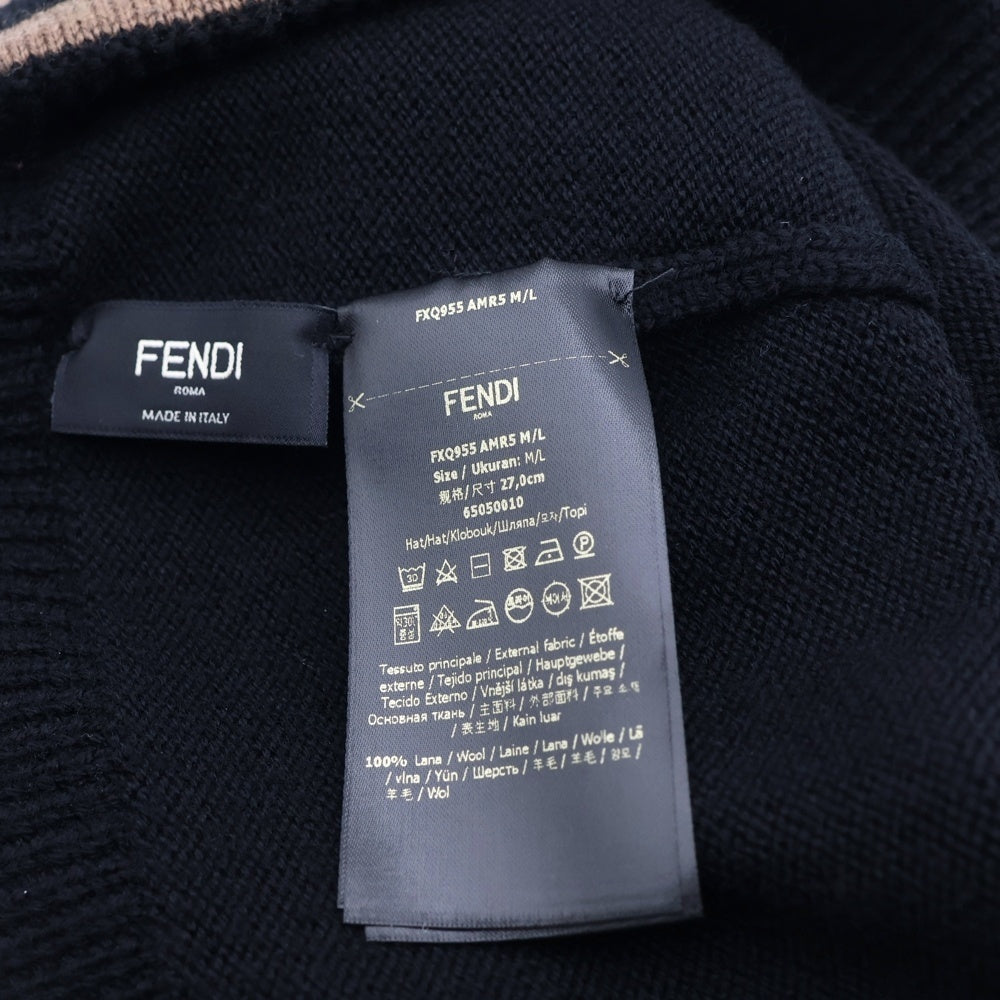 FENDI
ROMA
MADE IN ITALY
FXQ955 AMR5 M/L
FENDI
ROMA
FXQ955 AMR5 M/L
Size / Ukuran: M/L
规格/尺寸 27,0cm
65050010
Hat/Hat/Klobouk/Шляпа/모자/Topi
30
P
Tessuto principale / External fabric / Étoffe
externe / Tejido principal / Hauptgewebe /
Tecido Externo / Vnější látka / dış kumaş /
Основная ткань / 主面料 / 外部面料 / 주요 소재
/ 表生地 / Kain luar
100% Lana / Wool / Laine / Lana / Wolle / Lã
/ vlna / Yün / Шерсть / 羊毛 / 羊毛 / 양모 /
羊毛 / Wol